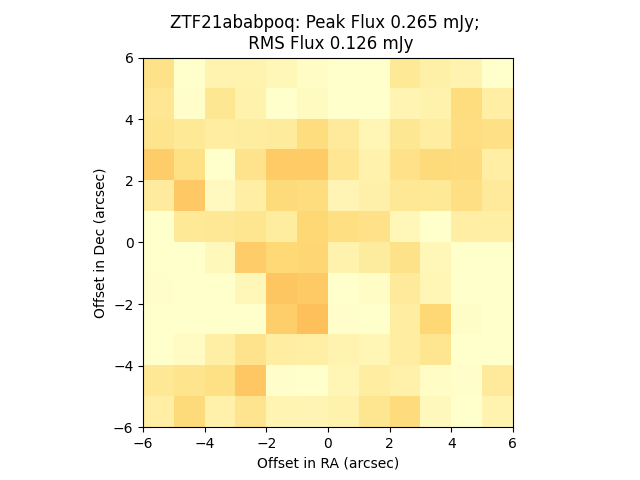 ZTF21ababpoq: Peak Flux 0.265 mJy;
RMS Flux 0.126 mJy
6
4
2
0
−2
−4
−6
Offset in Dec (arcsec)
−6 −4 −2 0 2 4 6
Offset in RA (arcsec)